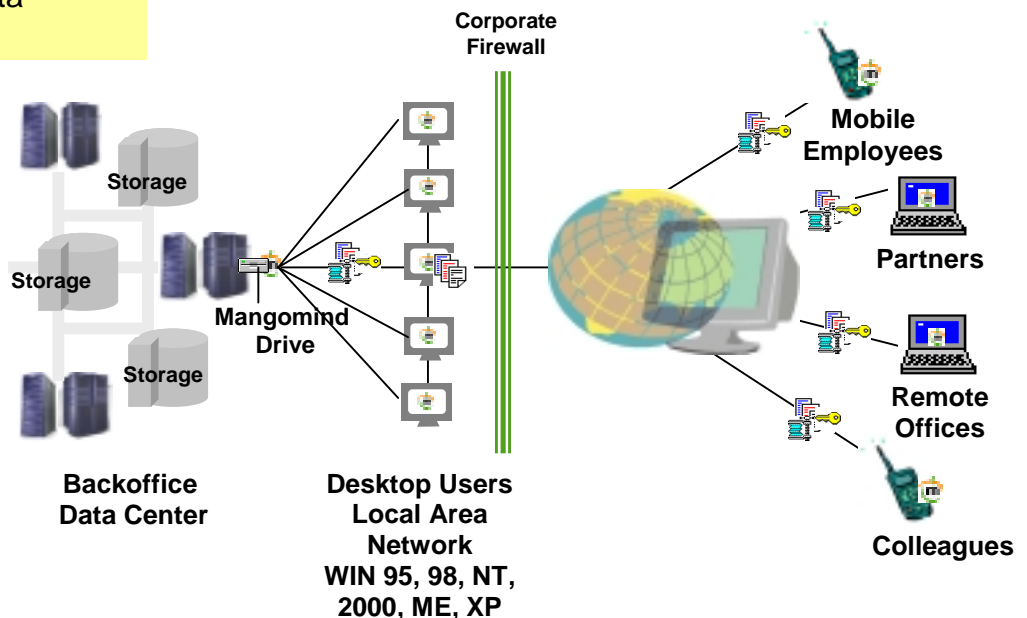 Corporate
Firewall
Mobile
Employees
Storage
Partners
Storage
Mangomind
Drive
Storage
Remote
Offices
Backoffice
Data Center
Desktop Users
Local Area
Network
WIN 95, 98, NT,
2000, ME, XP
Colleagues